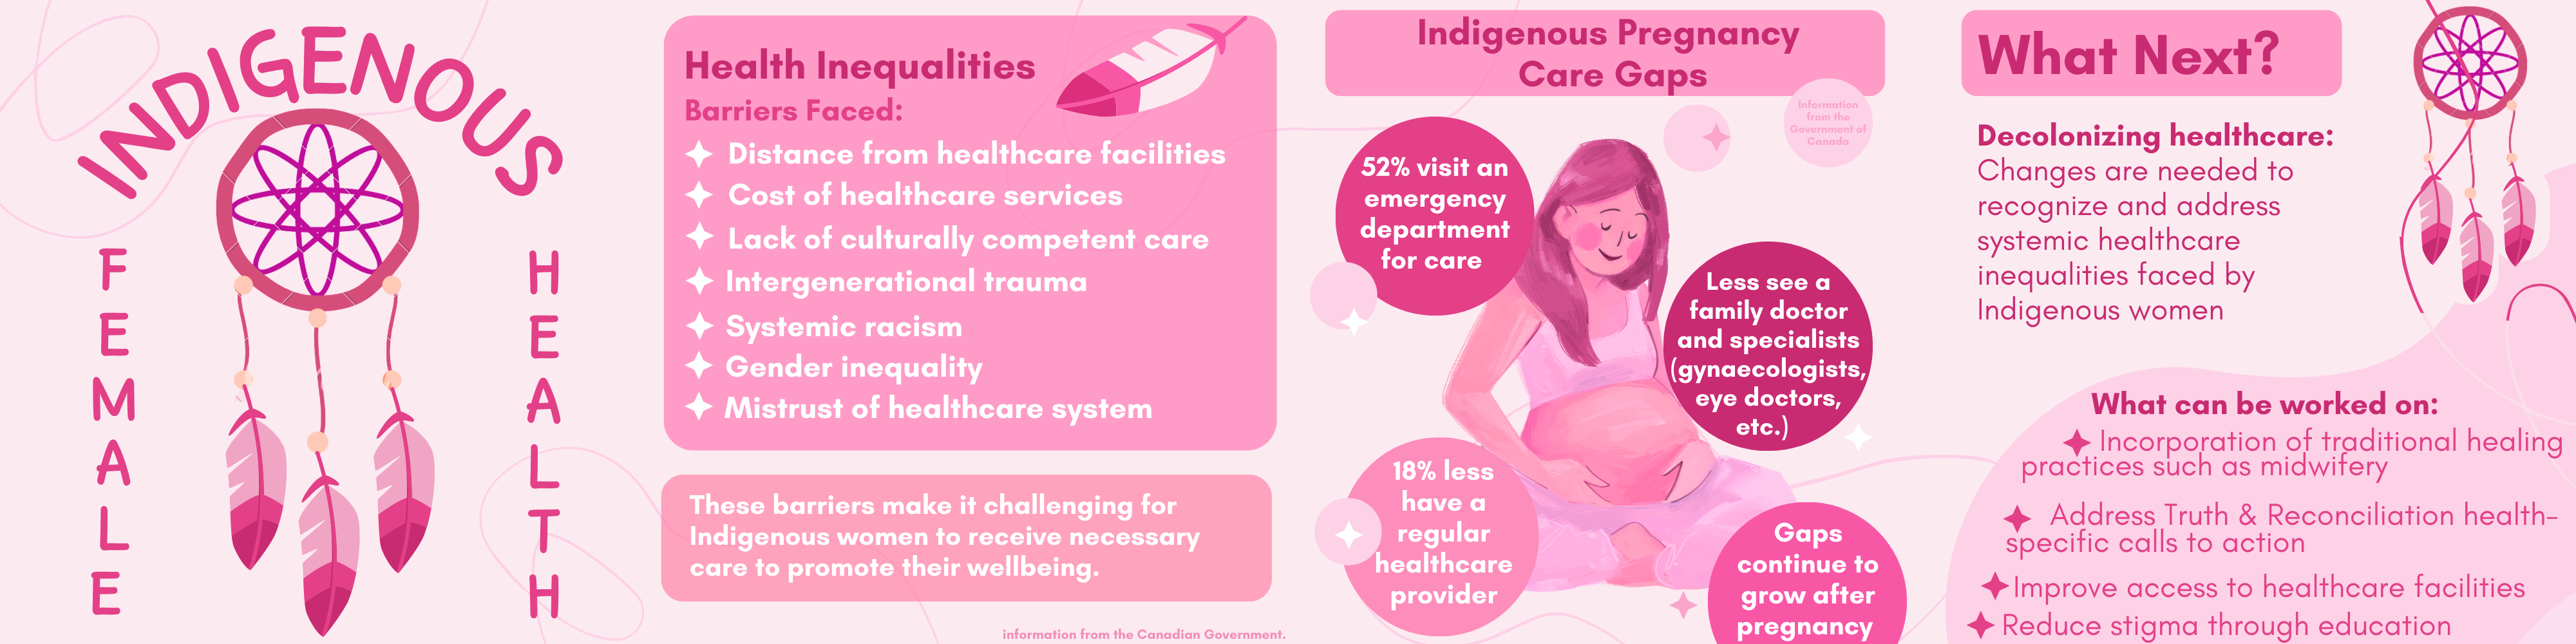 INDIGENOUS
FEMALE
HEALTH
Health Inequalities
Barriers Faced:
Distance from healthcare facilities
Cost of healthcare services
Lack of culturally competent care
Intergenerational trauma
Systemic racism
Gender inequality
Mistrust of healthcare system
These barriers make it challenging for
Indigenous women to receive necessary
care to promote their wellbeing.
information from the Canadian Government.
Indigenous Pregnancy
Care Gaps
Information
from the
Government of
Canada
52% visit an
emergency
department
for care
Less see a
family doctor
and specialists
(gynaecologists,
eye doctors,
etc.)
18% less
have a
regular
healthcare
provider
Gaps
continue to
grow after
pregnancy
What Next?
Decolonizing healthcare:
Changes are needed to
recognize and address
systemic healthcare
inequalities faced by
Indigenous women
What can be worked on:
Incorporation of traditional healing
practices such as midwifery
Address Truth & Reconciliation health-
specific calls to action
Improve access to healthcare facilities
Reduce stigma through education